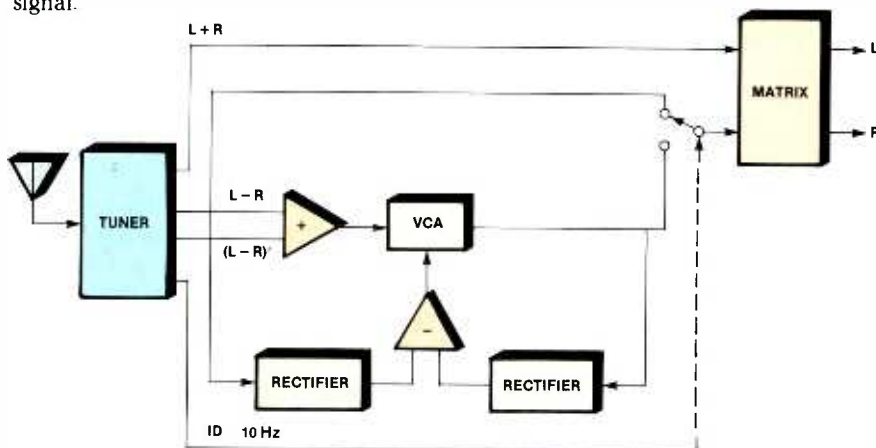 signal.
L+R
L
MATRIX
R
L−R
TUNER
+
VCA
(L−R)'
−
RECTIFIER
RECTIFIER
ID 10 Hz